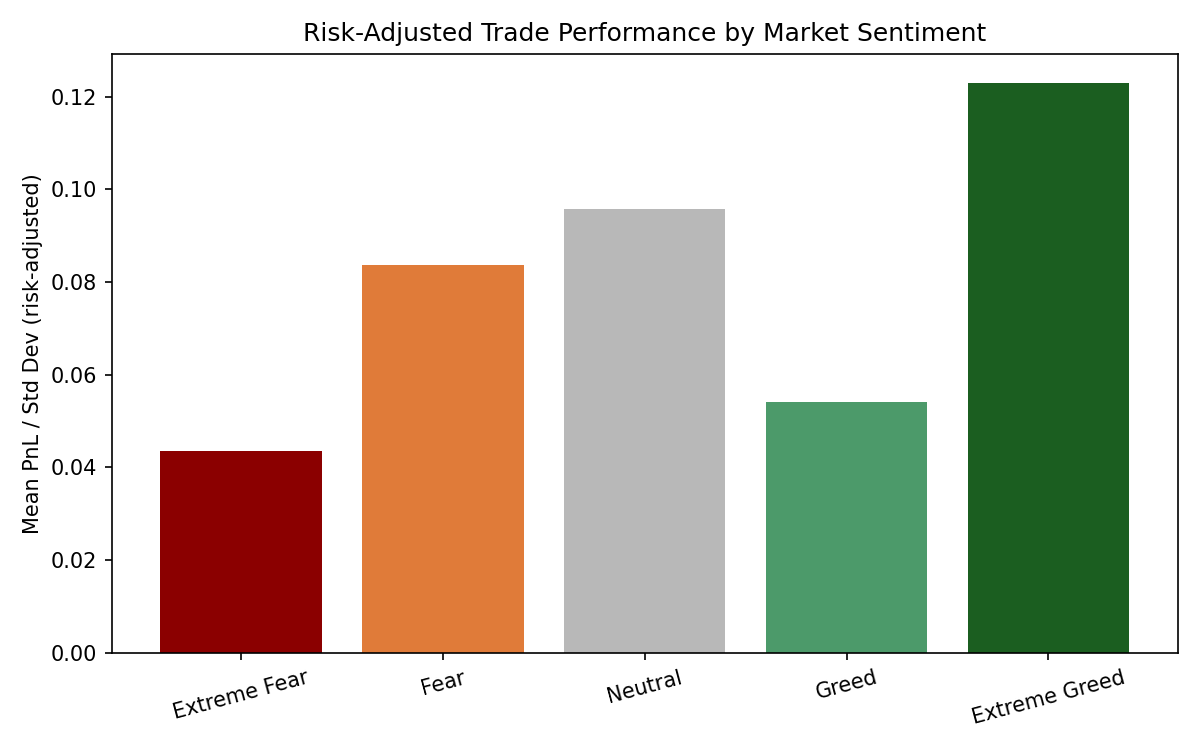 Risk-Adjusted Trade Performance by Market Sentiment
Mean PnL / Std Dev (risk-adjusted)
0.12
0.10
0.08
0.06
0.04
0.02
0.00
Extreme Fear
Fear
Neutral
Greed
Extreme Greed